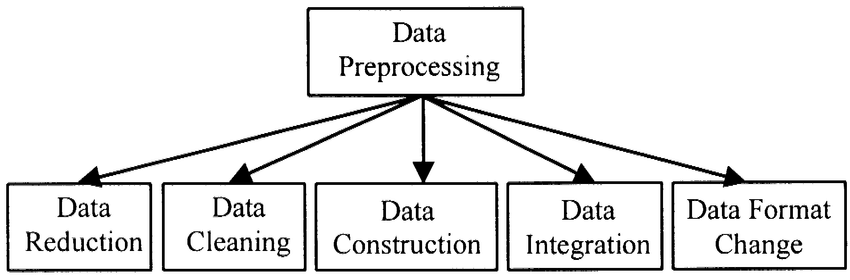 Data
Preprocessing
Data
Reduction
Data
Cleaning
Data
Construction
Data
Integration
Data Format
Change